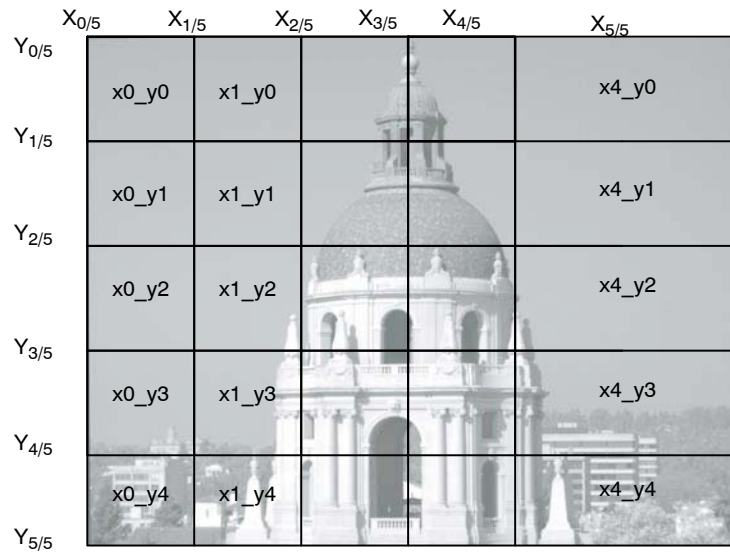 X0/5 X1/5 X2/5 X3/5 X4/5 X5/5
Y0/5
x0_y0 x1_y0 x4_y0
Y1/5
x0_y1 x1_y1 x4_y1
Y2/5
x0_y2 x1_y2 x4_y2
Y3/5
x0_y3 x1_y3 x4_y3
Y4/5
x0_y4 x1_y4 x4_y4
Y5/5